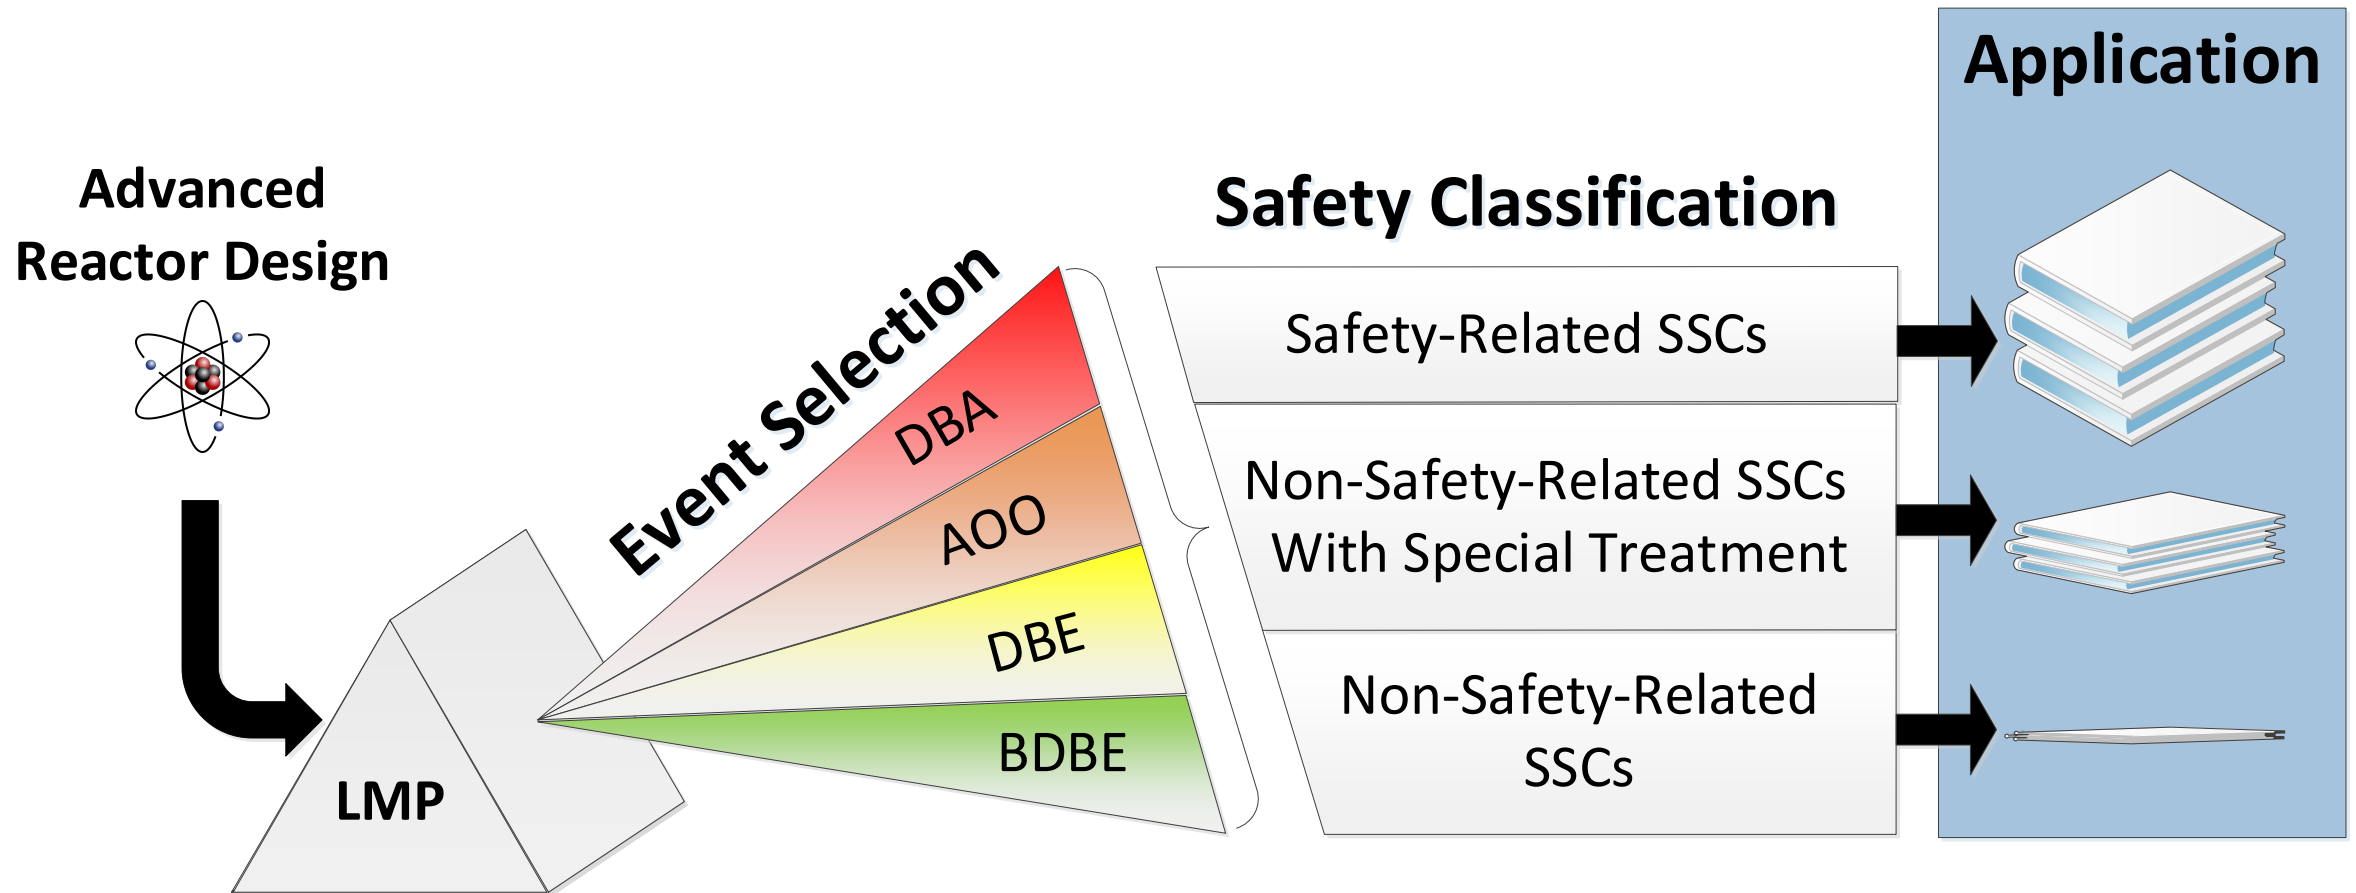 Advanced
Reactor Design
LMP
Event Selection
DBA
AOO
DBE
BDBE
Safety Classification
Safety-Related SSCs
Non-Safety-Related SSCs
With Special Treatment
Non-Safety-Related
SSCs
Application